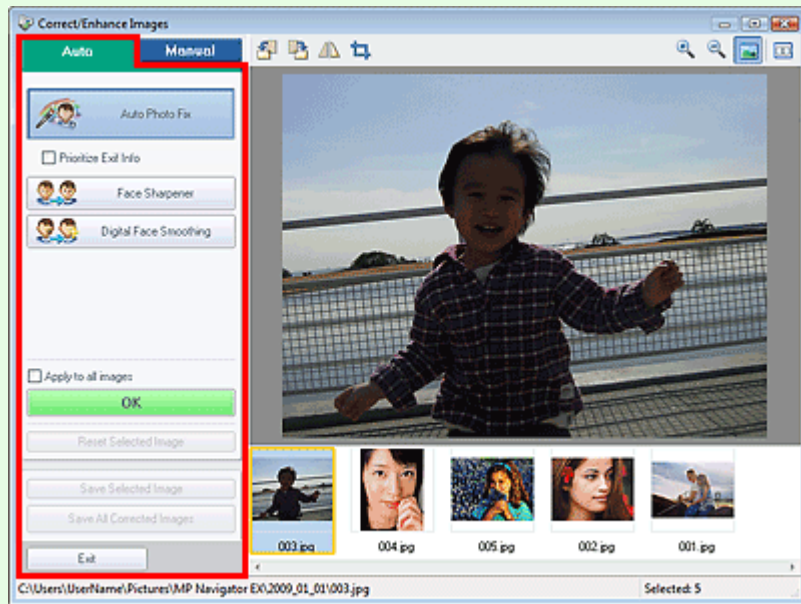 Correct/Enhance Images
Auto
Manual
Auto Photo Fix
Prioritize Exif Info
Face Sharpener
Digital Face Smoothing
Apply to all images
OK
Reset Selected Image
Save Selected Image
Save All Corrected Images
Exit
003.jpg
004.jpg
005.jpg
002.jpg
001.jpg
C:\Users\UserName\Pictures\MP Navigator EX\2009_01_01\003.jpg
Selected: 5